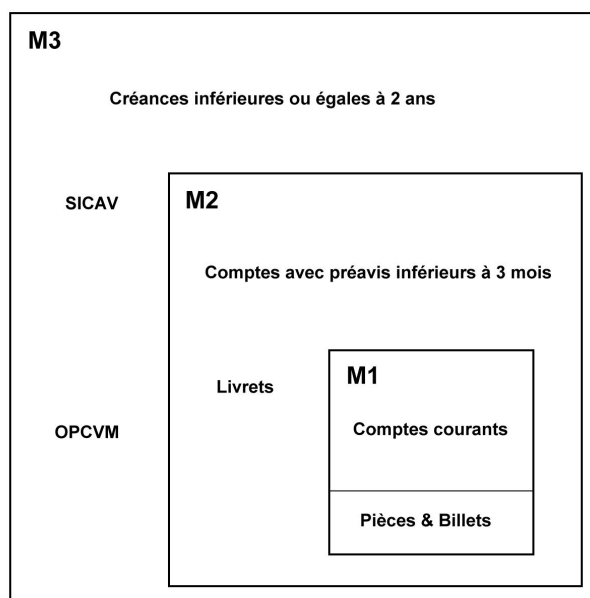 M3
Créances inférieures ou égales à 2 ans
SICAV
M2
Comptes avec préavis inférieurs à 3 mois
Livrets
M1
OPCVM
Comptes courants
Pièces & Billets